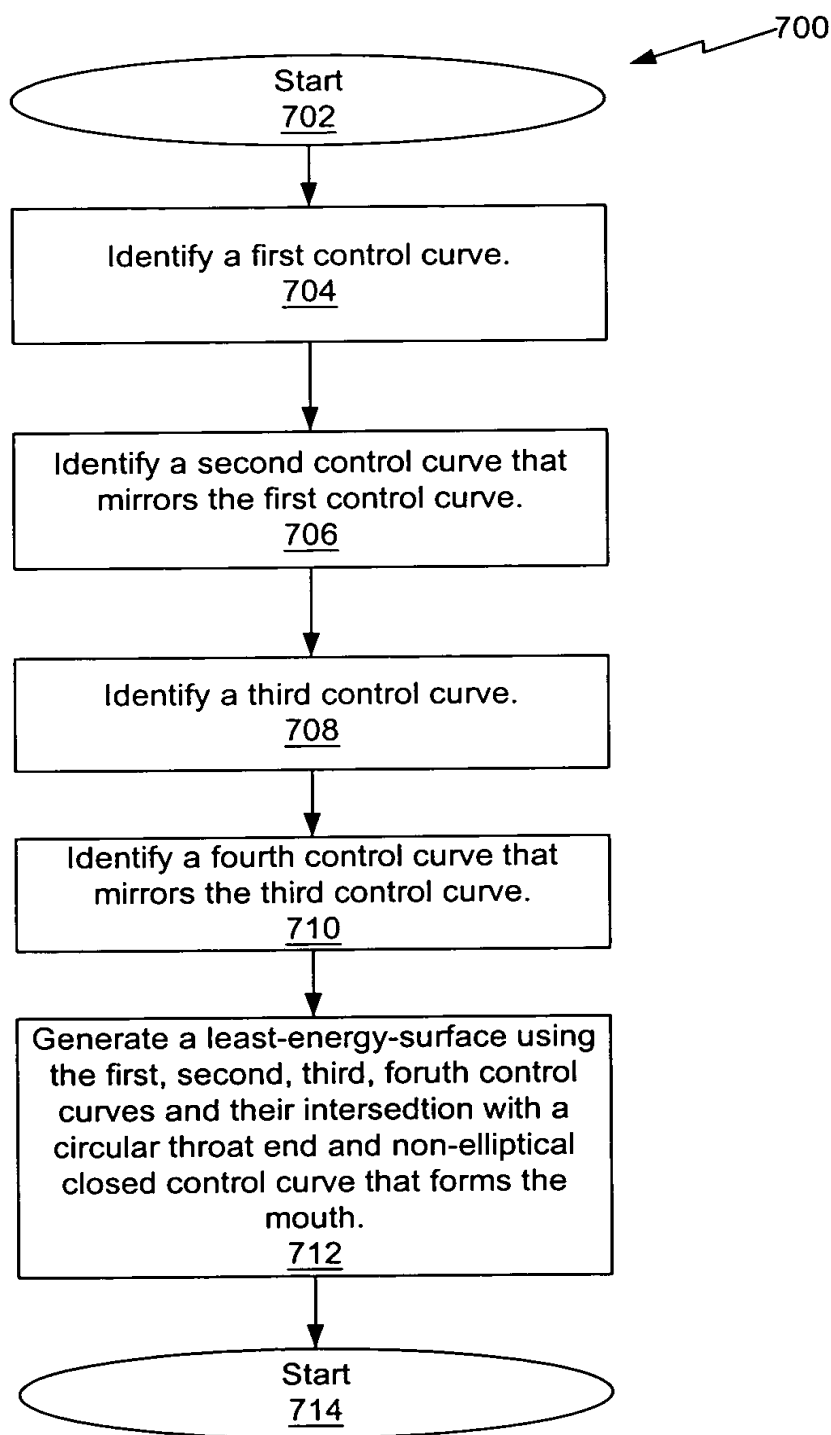 700
Start
702
Identify a first control curve.
704
Identify a second control curve that
mirrors the first control curve.
706
Identify a third control curve.
708
Identify a fourth control curve that
mirrors the third control curve.
710
Generate a least-energy-surface using
the first, second, third, foruth control
curves and their intersedtion with a
circular throat end and non-elliptical
closed control curve that forms the
mouth.
712
Start
714